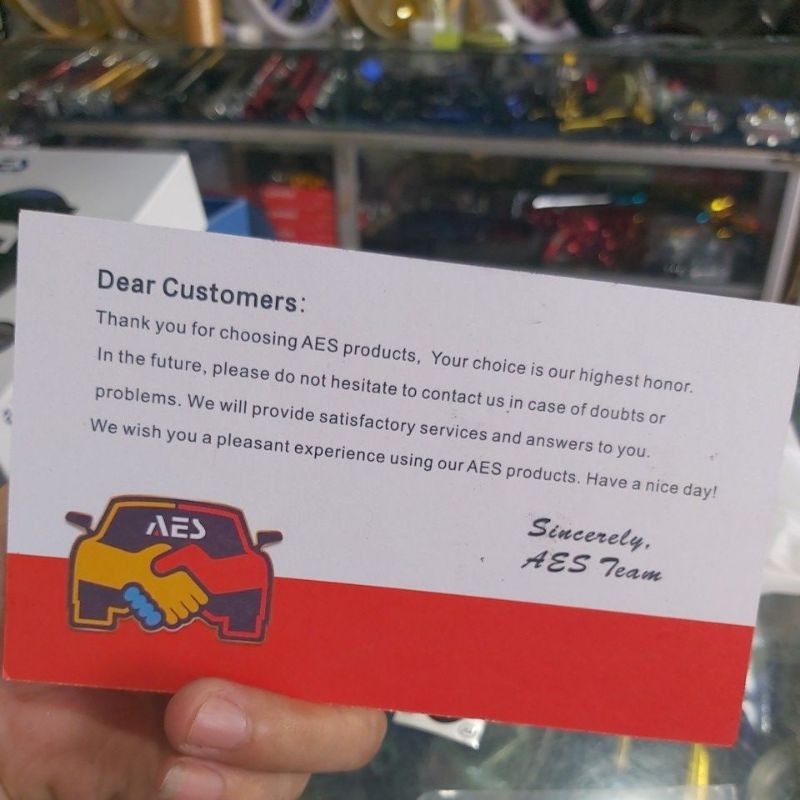 Dear Customers:
Thank you for choosing AES products, Your choice is our highest honor.
In the future, please do not hesitate to contact us in case of doubts or
problems. We will provide satisfactory services and answers to you.
We wish you a pleasant experience using our AES products. Have a nice day!
Sincerely,
AES Team
AES